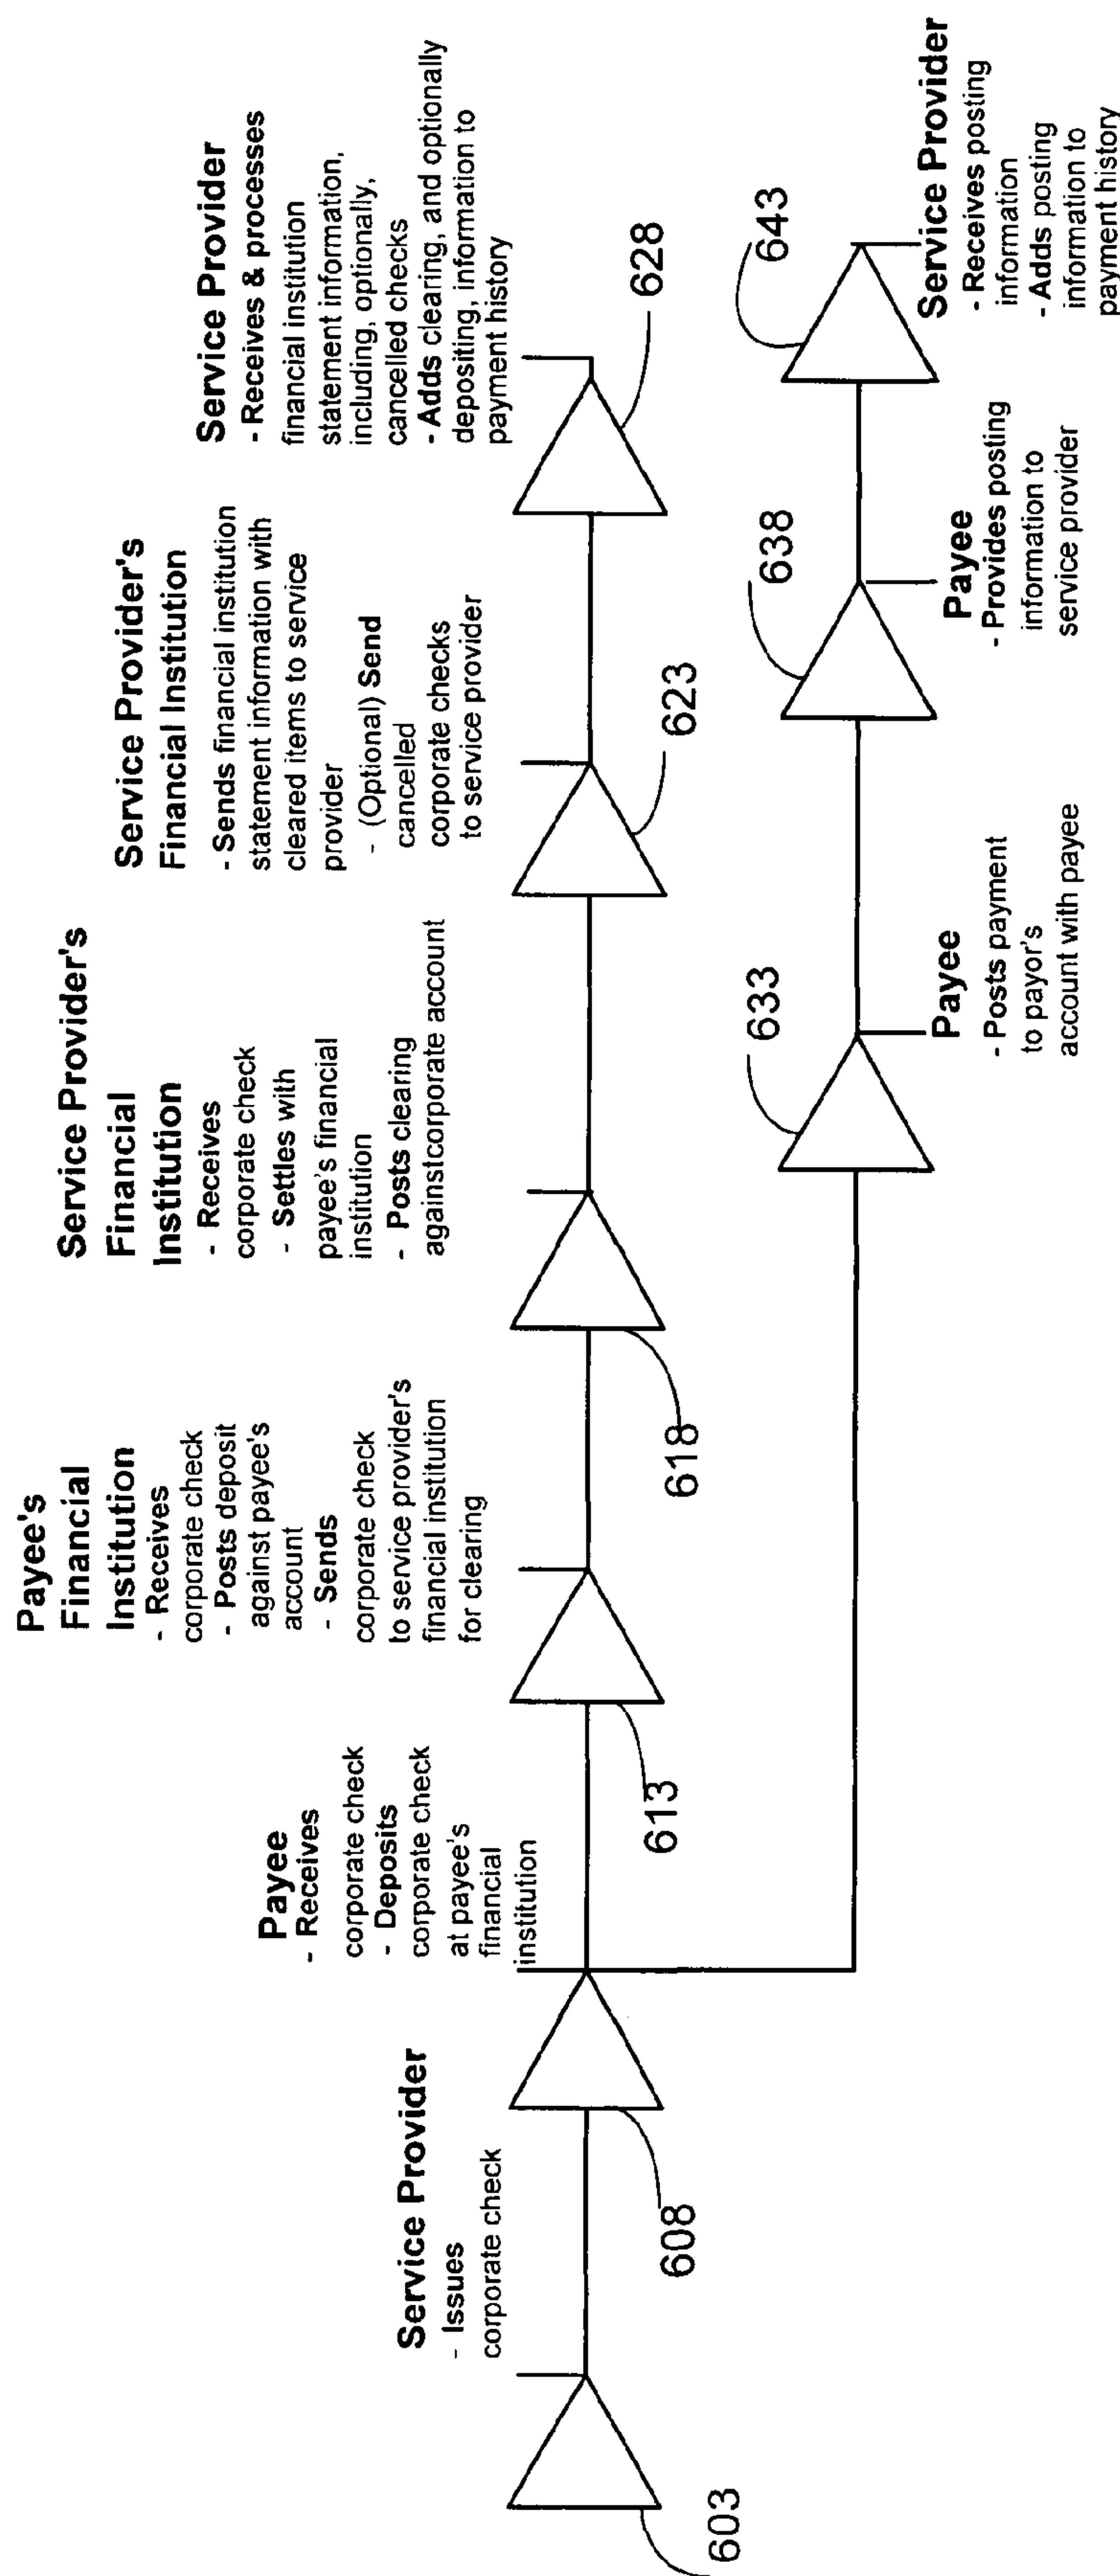 Service Provider
- Issues
corporate check
603
Payee
- Receives
corporate check
- Deposits
corporate check
at payee's
financial
institution
608
Payee's
Financial
Institution
- Receives
corporate check
- Posts deposit
against payee's
account
- Sends
corporate check
to service provider's
financial institution
for clearing
613
Service Provider's
Financial
Institution
- Receives
corporate check
- Settles with
payee's financial
institution
- Posts clearing
againstcorporate account
618
Service Provider's
Financial Institution
- Sends financial institution
statement information with
cleared items to service
provider
- (Optional) Send
cancelled
corporate checks
to service provider
623
Service Provider
- Receives & processes
financial institution
statement information,
including, optionally,
cancelled checks
- Adds clearing, and optionally
depositing, information to
payment history
628
633
Payee
- Posts payment
to payor's
account with payee
638
Payee
- Provides posting
information to
service provider
643
Service Provider
- Receives posting
information
- Adds posting
information to
payment history